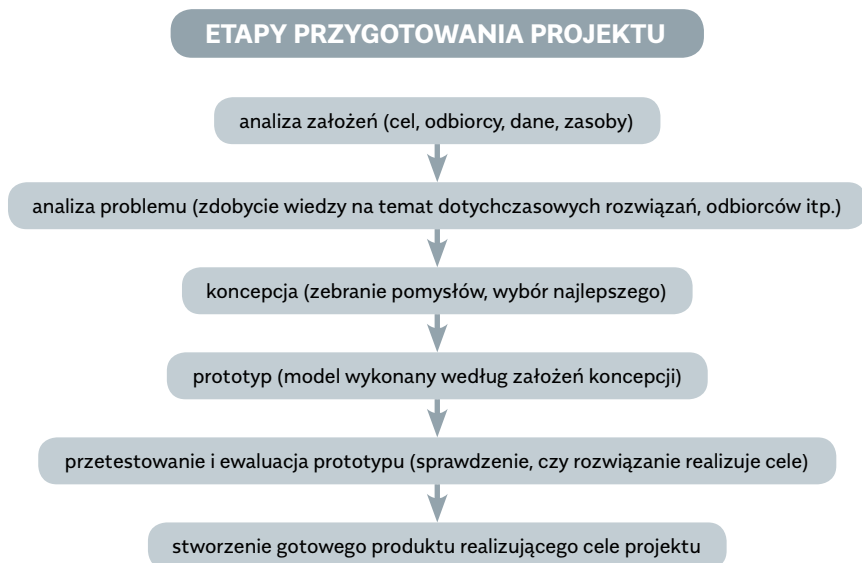 ETAPY PRZYGOTOWANIA PROJEKTU
analiza założeń (cel, odbiorcy, dane, zasoby)
analiza problemu (zdobycie wiedzy na temat dotychczasowych rozwiązań, odbiorców itp.)
koncepcja (zebranie pomysłów, wybór najlepszego)
prototyp (model wykonany według założeń koncepcji)
przetestowanie i ewaluacja prototypu (sprawdzenie, czy rozwiązanie realizuje cele)
stworzenie gotowego produktu realizującego cele projektu